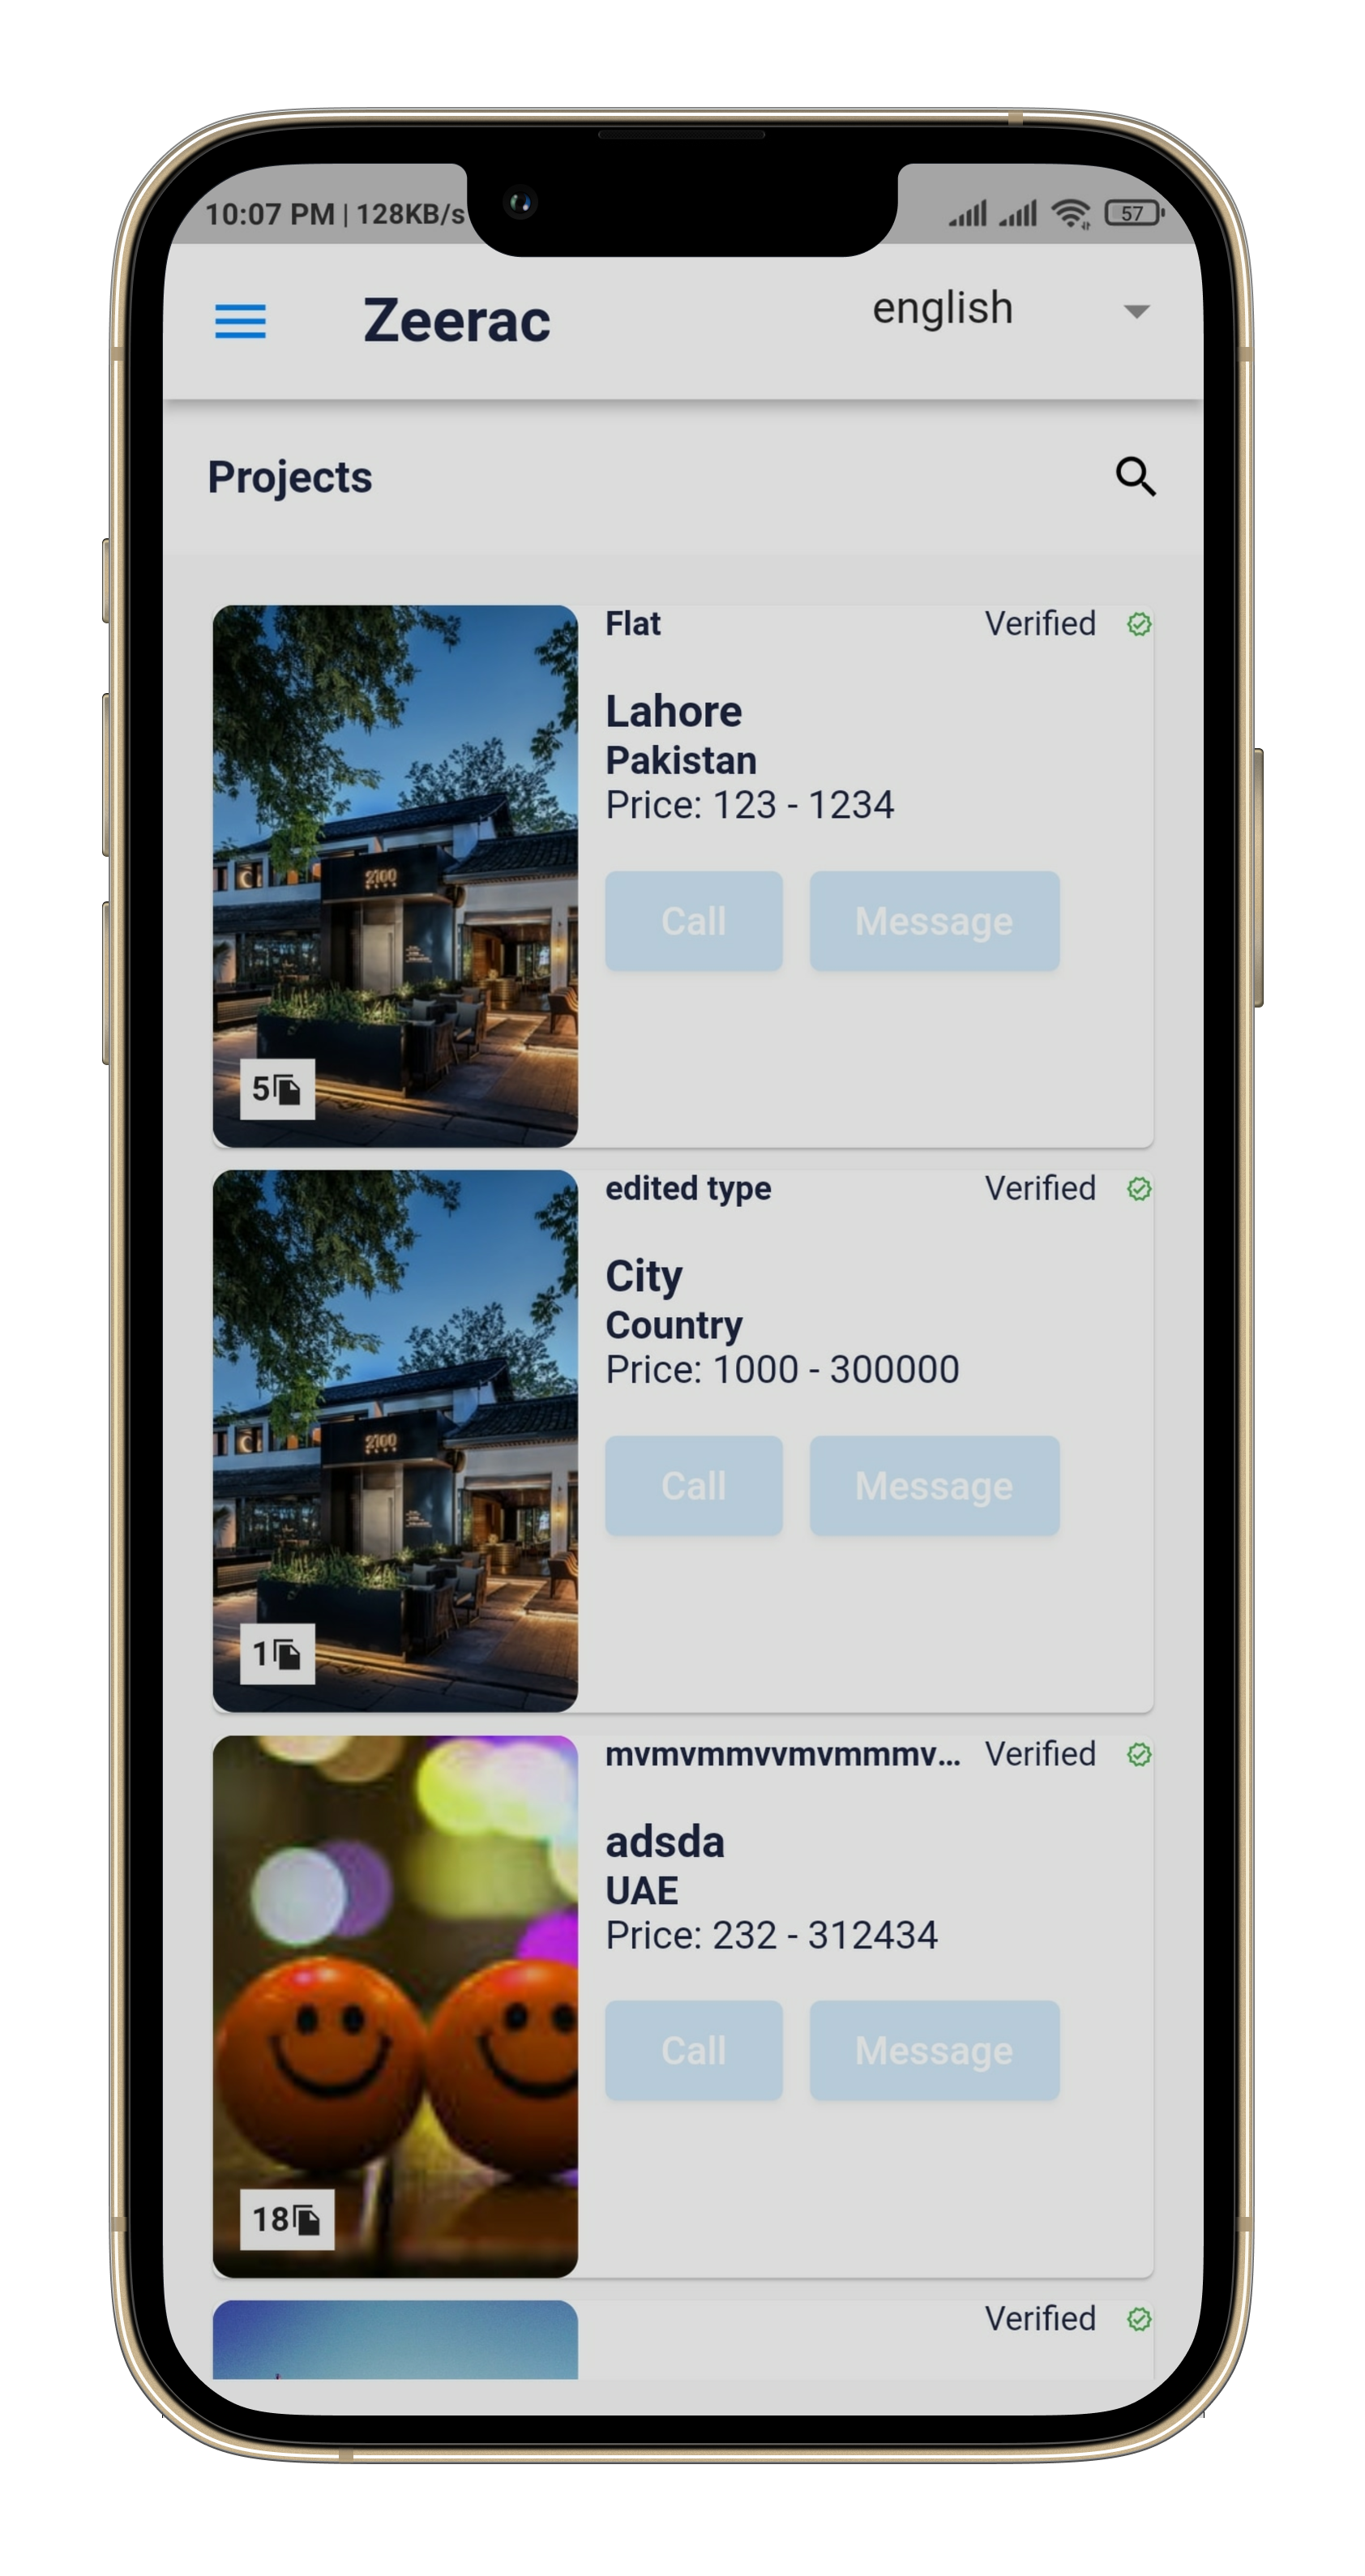 10:07 PM | 128KB/s
57
Zeerac
english
Projects
Flat
Verified
Lahore
Pakistan
Price: 123 - 1234
Call
Message
2100
5
edited type
Verified
City
Country
Price: 1000 - 300000
Call
Message
2100
1
mvmvmmvvmvmmmv...
Verified
adsda
UAE
Price: 232 - 312434
Call
Message
18
Verified